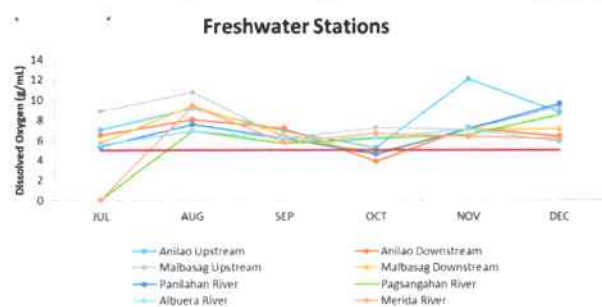 Freshwater Stations
Dissolved Oxygen (g/mL)
14
12
10
8
6
4
2
0
JUL AUG SEP OCT NOV DEC
Anilao Upstream Anilao Downstream
Malbasag Upstream Malbasag Downstream
Panilahan River Pagsangahan River
Albuera River Merida River